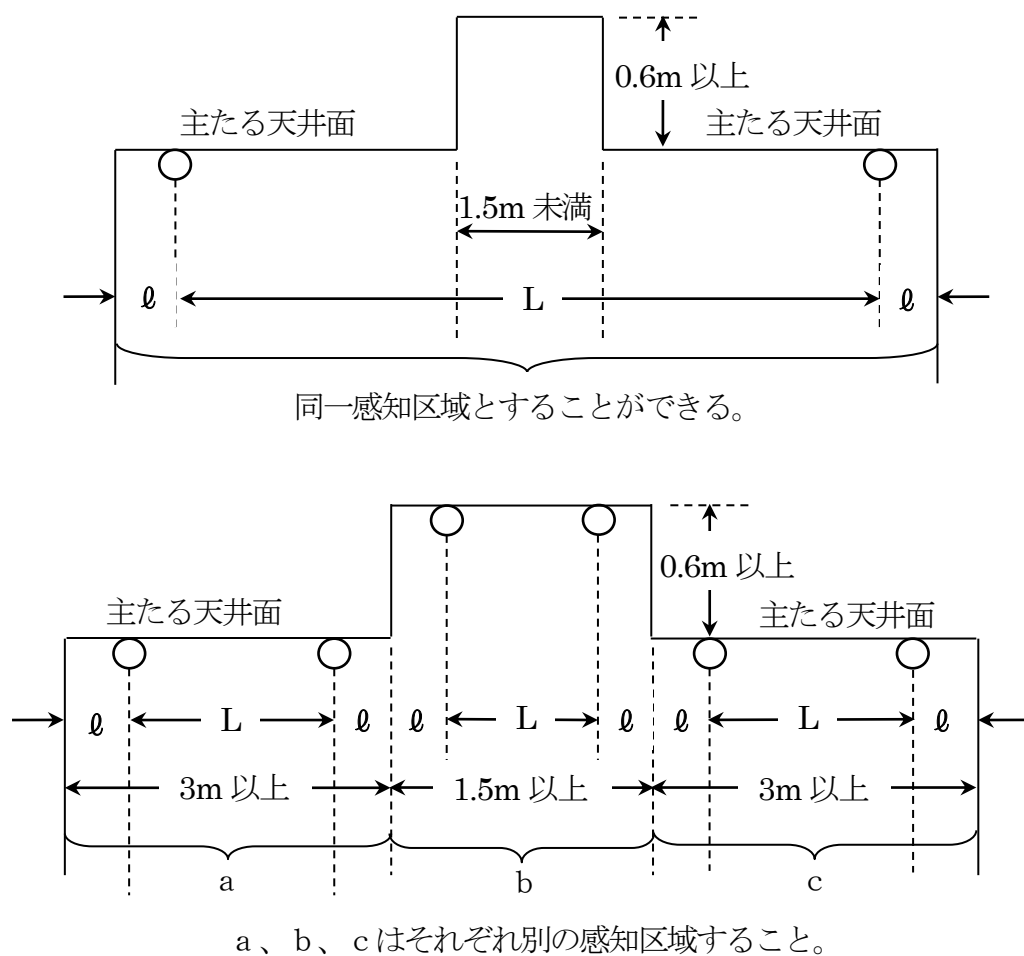 0.6m 以上
主たる天井面
主たる天井面
1.5m 未満
ℓ
L
ℓ
同一感知区域とすることができる。
0.6m 以上
主たる天井面
主たる天井面
ℓ
L
ℓ
ℓ
L
ℓ
ℓ
L
ℓ
3m 以上
1.5m 以上
3m 以上
a
b
c
a、b、cはそれぞれ別の感知区域すること。